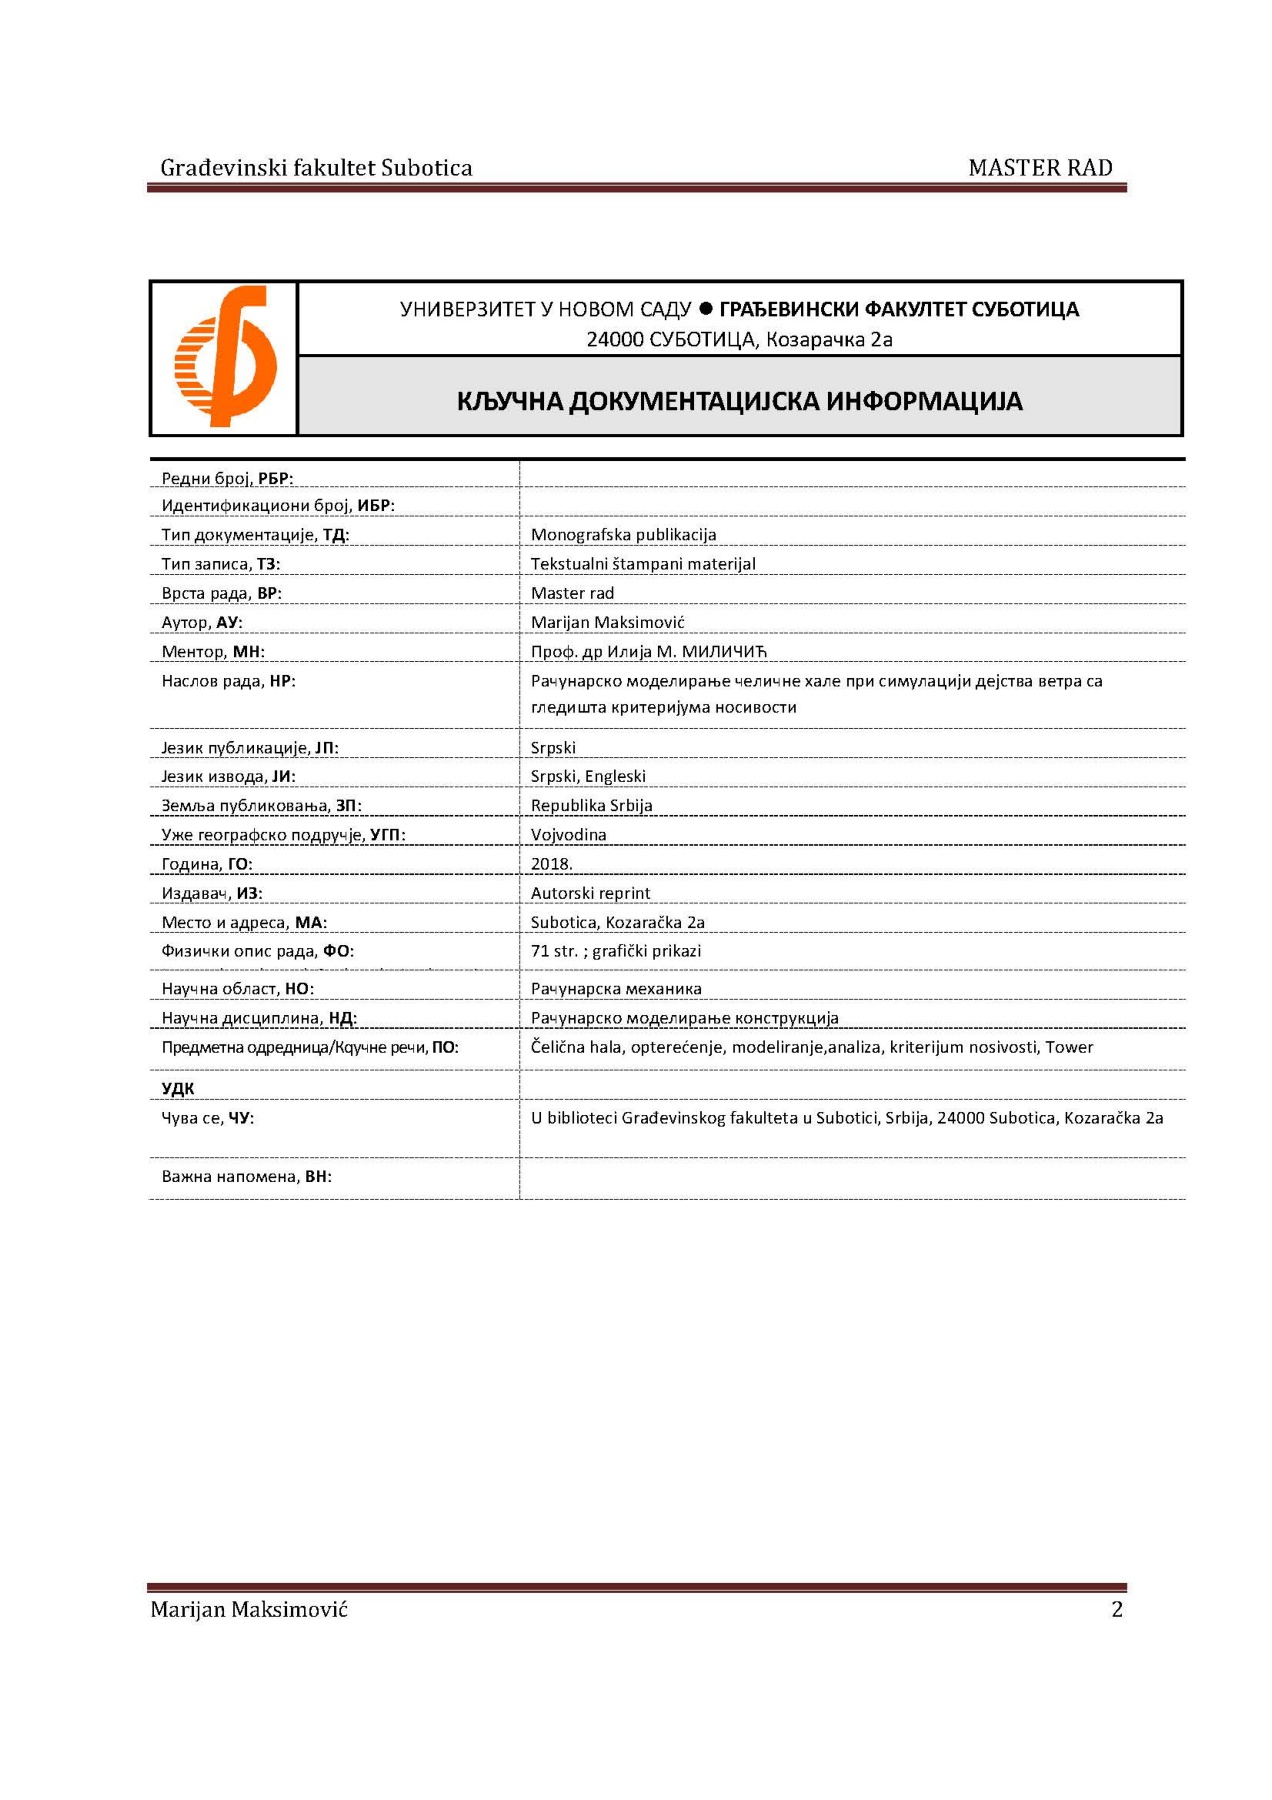 Građevinski fakultet Subotica MASTER RAD
УНИВЕРЗИТЕТ У НОВОМ САДУ ● ГРАЂЕВИНСКИ ФАКУЛТЕТ СУБОТИЦА
24000 СУБОТИЦА, Козарачка 2а
КЉУЧНА ДОКУМЕНТАЦИЈСКА ИНФОРМАЦИЈА
Редни број, РБР:
Идентификациони број, ИБР:
Тип документације, ТД: Monografska publikacija
Тип записа, ТЗ: Tekstualni štampani materijal
Врста рада, ВР: Master rad
Аутор, АУ: Marijan Maksimović
Ментор, МН: Проф. др Илија М. МИЛИЧИЋ
Наслов рада, НР: Рачунарско моделирање челичне хале при симулацији дејства ветра са
гледишта критеријума носивости
Језик публикације, ЈП: Srpski
Језик извода, ЈИ: Srpski, Engleski
Земља публиковања, ЗП: Republika Srbija
Уже географско подручје, УГП: Vojvodina
Година, ГО: 2018.
Издавач, ИЗ: Autorski reprint
Место и адреса, МА: Subotica, Kozaračka 2a
Физички опис рада, ФО: 71 str. ; grafički prikazi
Научна област, НО: Рачунарска механика
Научна дисциплина, НД: Рачунарско моделирање конструкција
Предметна одредница/Кqучне речи, ПО: Čelična hala, opterećenje, modeliranje,analiza, kriterijum nosivosti, Tower
УДК
Чува се, ЧУ: U biblioteci Građevinskog fakulteta u Subotici, Srbija, 24000 Subotica, Kozaračka 2a
Важна напомена, ВН:
Marijan Maksimović 2